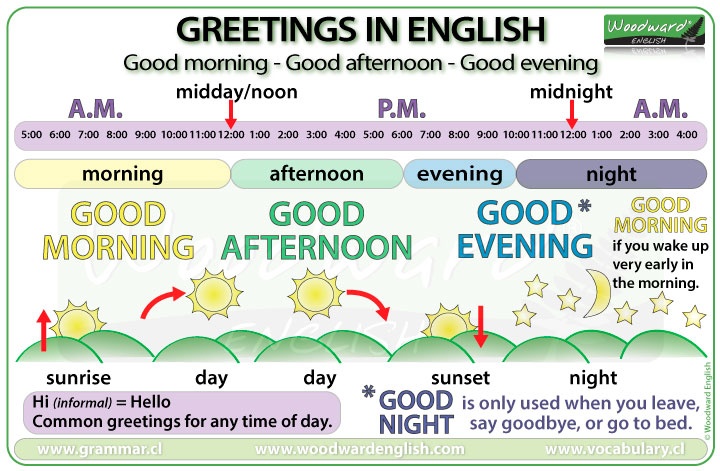 GREETINGS IN ENGLISH
Woodward®
ENGLISH
Good morning - Good afternoon - Good evening
midday/noon
midnight
A.M.
P.M.
A.M.
5:00 6:00 7:00 8:00 9:00 10:00 11:00 12:00 1:00 2:00 3:00 4:00 5:00 6:00 7:00 8:00 9:00 10:00 11:00 12:00 1:00 2:00 3:00 4:00
morning
afternoon
evening
night
GOOD
MORNING
GOOD
AFTERNOON
GOOD *
EVENING
GOOD
MORNING
if you wake up
very early in
the morning.
Woodward
ENGLISH
sunrise
day
day
sunset
night
Hi (informal) = Hello
Common greetings for any time of day.
* GOOD NIGHT is only used when you leave,
say goodbye, or go to bed.
© Woodward English
www.grammar.cl
www.woodwardenglish.com
www.vocabulary.cl